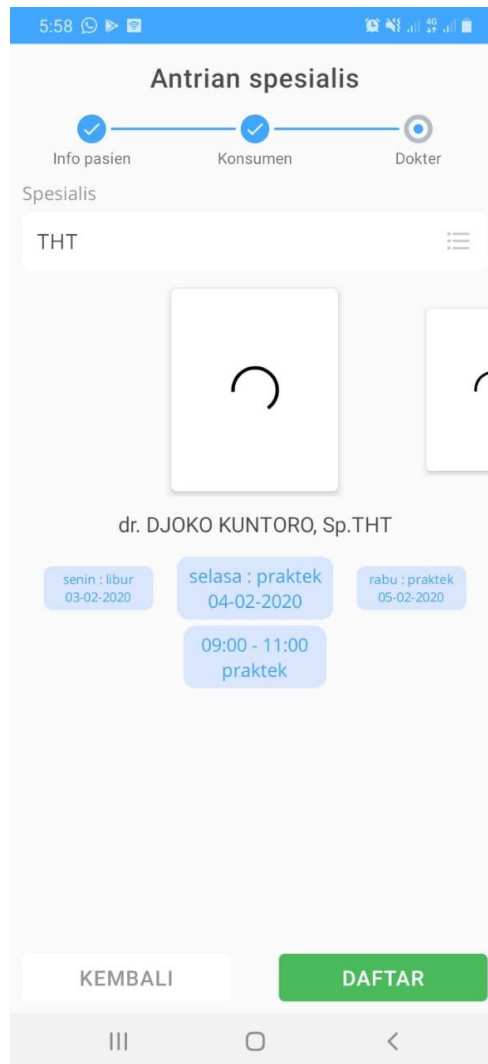 5:58
4G
Antrian spesialis
Info pasien
Konsumen
Dokter
Spesialis
THT
dr. DJOKO KUNTORO, Sp.THT
senin : libur
03-02-2020
selasa : praktek
04-02-2020
rabu : praktek
05-02-2020
09:00 - 11:00
praktek
KEMBALI
DAFTAR